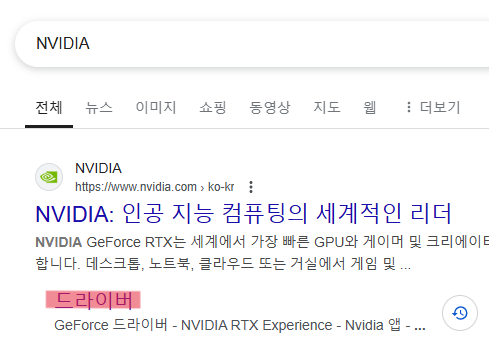 NVIDIA
전체 뉴스 이미지 쇼핑 동영상 지도 웹 더보기
NVIDIA
https://www.nvidia.com › ko-kr
NVIDIA: 인공 지능 컴퓨팅의 세계적인 리더
NVIDIA GeForce RTX는 세계에서 가장 빠른 GPU와 게이머 및 크리에이터
합니다. 데스크톱, 노트북, 클라우드 또는 거실에서 게임 및 ...
드라이버
GeForce 드라이버 - NVIDIA RTX Experience - Nvidia 앱 - ...